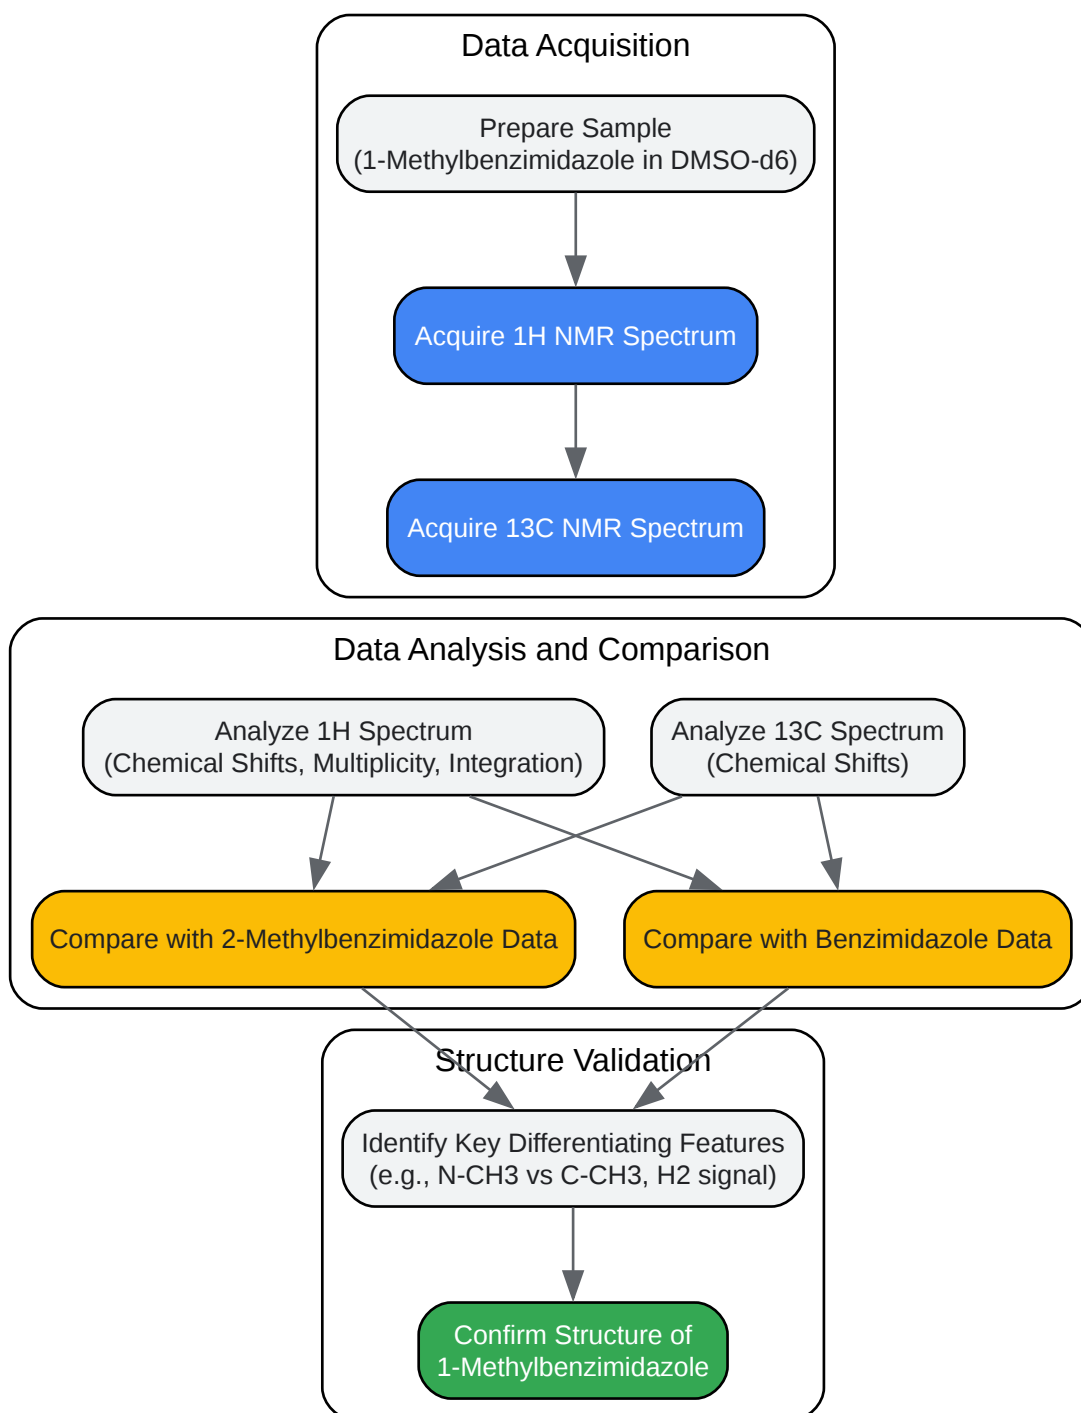 Data Acquisition
Prepare Sample
(1-Methylbenzimidazole in DMSO-d6)
Acquire 1H NMR Spectrum
Acquire 13C NMR Spectrum
Data Analysis and Comparison
Analyze 1H Spectrum
(Chemical Shifts, Multiplicity, Integration)
Analyze 13C Spectrum
(Chemical Shifts)
Compare with 2-Methylbenzimidazole Data
Compare with Benzimidazole Data
Structure Validation
Identify Key Differentiating Features
(e.g., N-CH3 vs C-CH3, H2 signal)
Confirm Structure of
1-Methylbenzimidazole